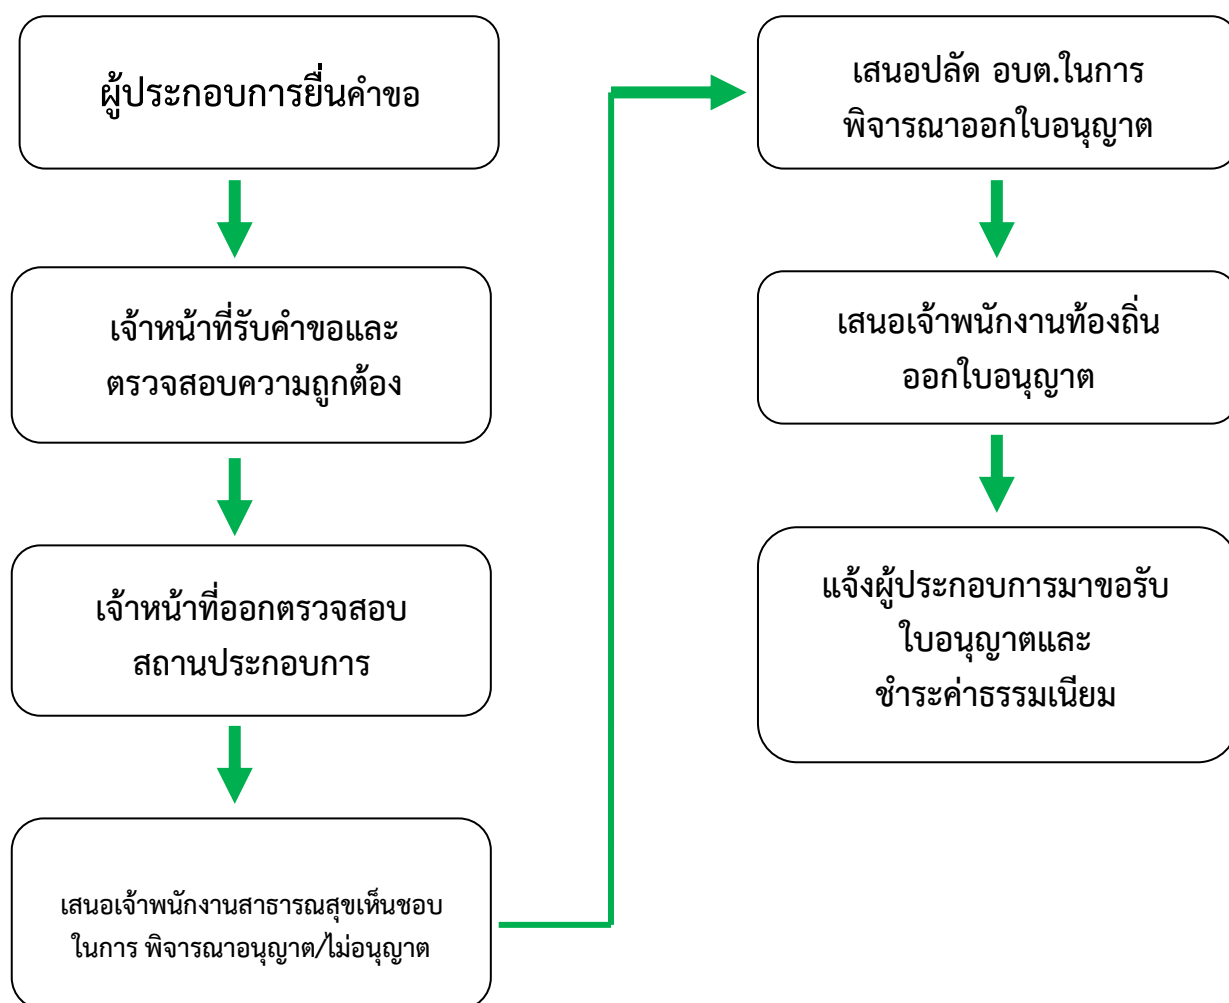 ผู้ประกอบการยื่นคำขอ
เจ้าหน้าที่รับคำขอและ
ตรวจสอบความถูกต้อง
เจ้าหน้าที่ออกตรวจสอบ
สถานประกอบการ
เสนอเจ้าพนักงานสาธารณสุขเห็นชอบ
ในการ พิจารณาอนุญาต/ไม่อนุญาต
เสนอปลัด อบต.ในการ
พิจารณาออกใบอนุญาต
เสนอเจ้าพนักงานท้องถิ่น
ออกใบอนุญาต
แจ้งผู้ประกอบการมาขอรับ
ใบอนุญาตและ
ชำระค่าธรรมเนียม